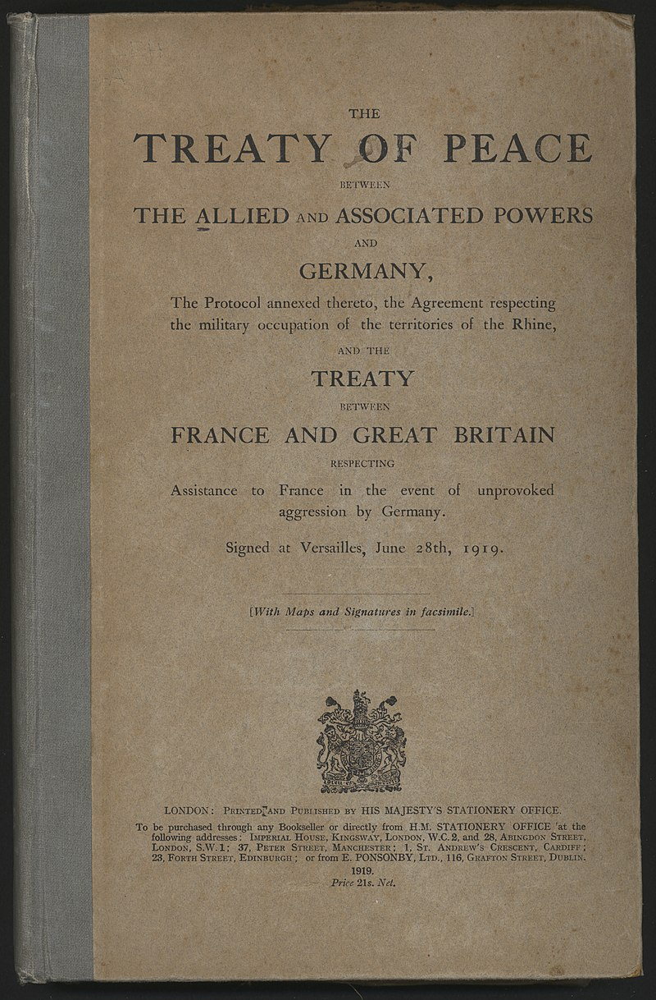 THE
TREATY OF PEACE
BETWEEN
THE ALLIED AND ASSOCIATED POWERS
AND
GERMANY,
The Protocol annexed thereto, the Agreement respecting
the military occupation of the territories of the Rhine,
AND THE
TREATY
BETWEEN
FRANCE AND GREAT BRITAIN
RESPECTING
Assistance to France in the event of unprovoked
aggression by Germany.
Signed at Versailles, June 28th, 1919.
[With Maps and Signatures in facsimile.]
LONDON: PRINTED AND PUBLISHED BY HIS MAJESTY'S STATIONERY OFFICE.
To be purchased through any Bookseller or directly from H.M. STATIONERY OFFICE at the
following addresses: IMPERIAL HOUSE, KINGSWAY, LONDON, W.C.2, and 28, ABINGDON STREET,
LONDON, S.W.1; 37, PETER STREET, MANCHESTER; 1, ST. ANDREW'S CRESCENT, CARDIFF;
23, FORTH STREET, EDINBURGH; or from E. PONSONBY, LTD., 116, GRAFTON STREET, DUBLIN.
1919.
Price 21s. Net.